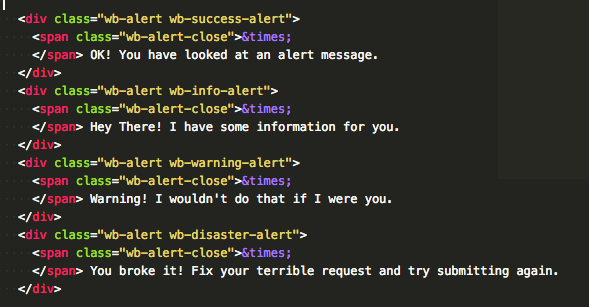 <div class="wb-alert wb-success-alert">
<span class="wb-alert-close">&times;
</span> OK! You have looked at an alert message.
</div>
<div class="wb-alert wb-info-alert">
<span class="wb-alert-close">&times;
</span> Hey There! I have some information for you.
</div>
<div class="wb-alert wb-warning-alert">
<span class="wb-alert-close">&times;
</span> Warning! I wouldn't do that if I were you.
</div>
<div class="wb-alert wb-disaster-alert">
<span class="wb-alert-close">&times;
</span> You broke it! Fix your terrible request and try submitting again.
</div>